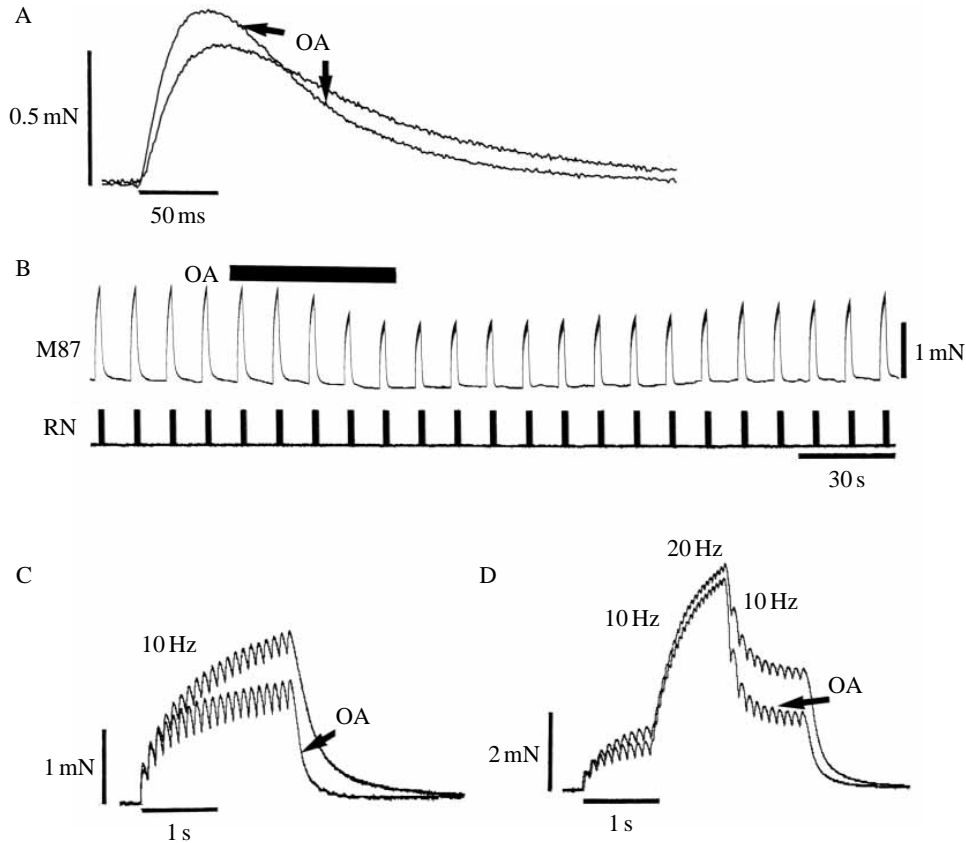 A
OA
0.5 mN
50 ms
B
OA
M87
1 mN
RN
30 s
C
10 Hz
OA
1 mN
1 s
D
20 Hz
10 Hz
10 Hz
OA
2 mN
1 s